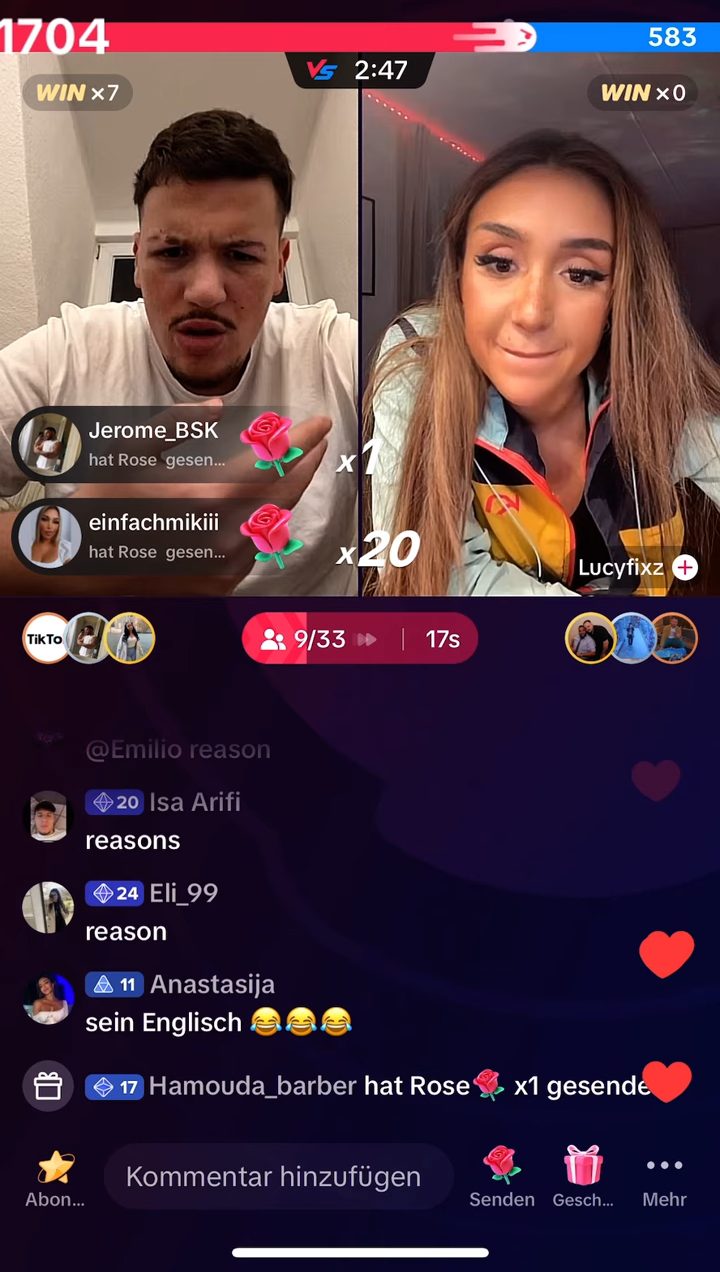 1704
583
VS 2:47
WIN ×7
WIN ×0
Jerome_BSK
hat Rose gesen...
x1
einfachmikiii
hat Rose gesen...
x20
Lucyfixz
TikTo
9/33
17s
@Emilio reason
20 Isa Arifi
reasons
24 Eli_99
reason
11 Anastasija
sein Englisch 😂😂😂
17 Hamouda_barber hat Rose🌹 x1 gesende
Abon...
Kommentar hinzufügen
Senden
Gesch...
Mehr